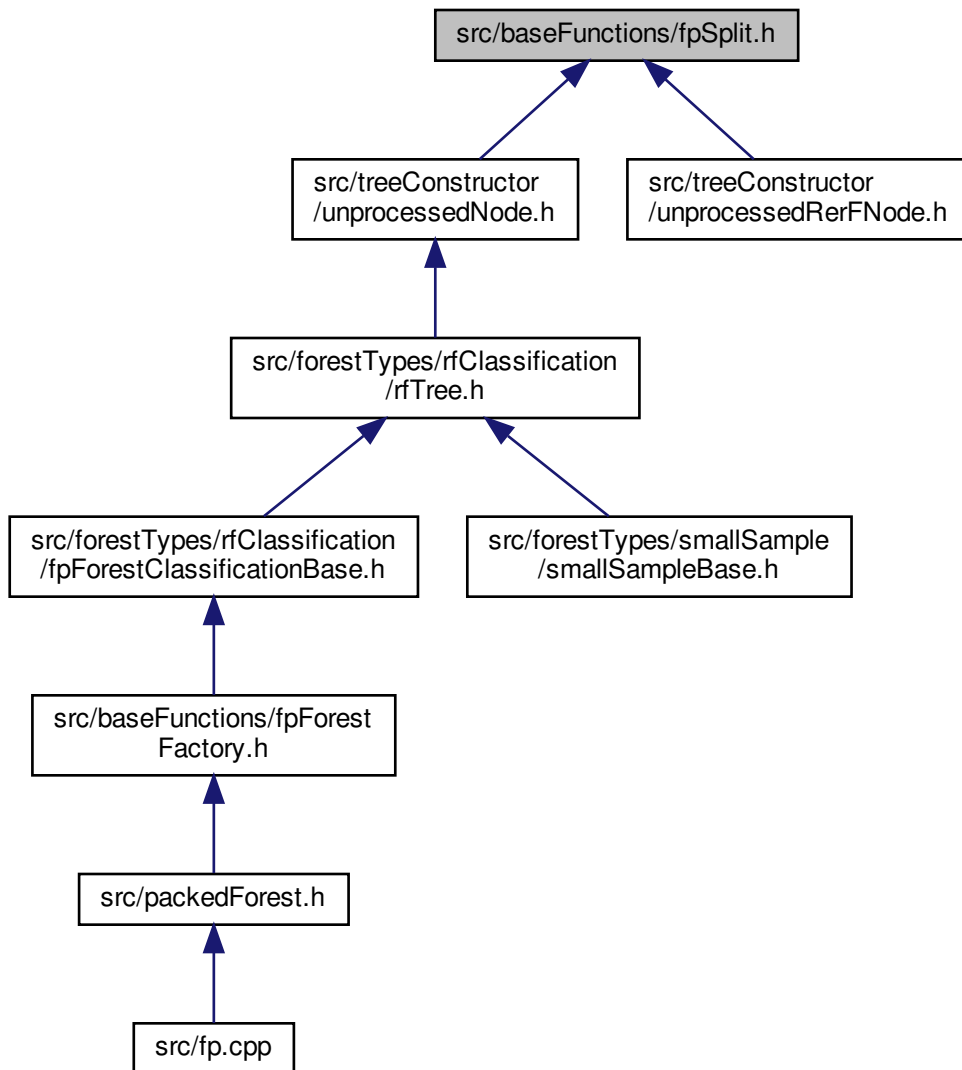 src/baseFunctions/fpSplit.h
src/treeConstructor
/unprocessedNode.h
src/treeConstructor
/unprocessedRerFNode.h
src/forestTypes/rfClassification
/rfTree.h
src/forestTypes/rfClassification
/fpForestClassificationBase.h
src/forestTypes/smallSample
/smallSampleBase.h
src/baseFunctions/fpForest
Factory.h
src/packedForest.h
src/fp.cpp